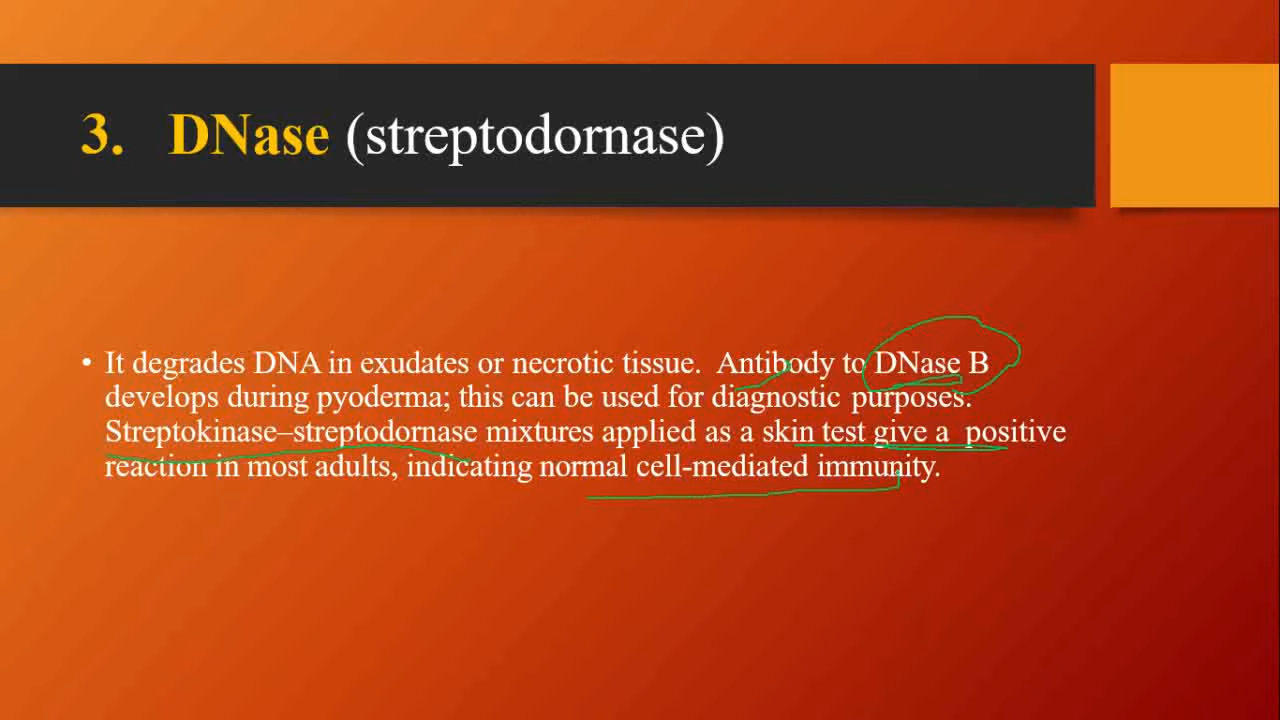 3. DNase (streptodornase)
• It degrades DNA in exudates or necrotic tissue. Antibody to DNase B
develops during pyoderma; this can be used for diagnostic purposes.
Streptokinase–streptodornase mixtures applied as a skin test give a positive
reaction in most adults, indicating normal cell-mediated immunity.